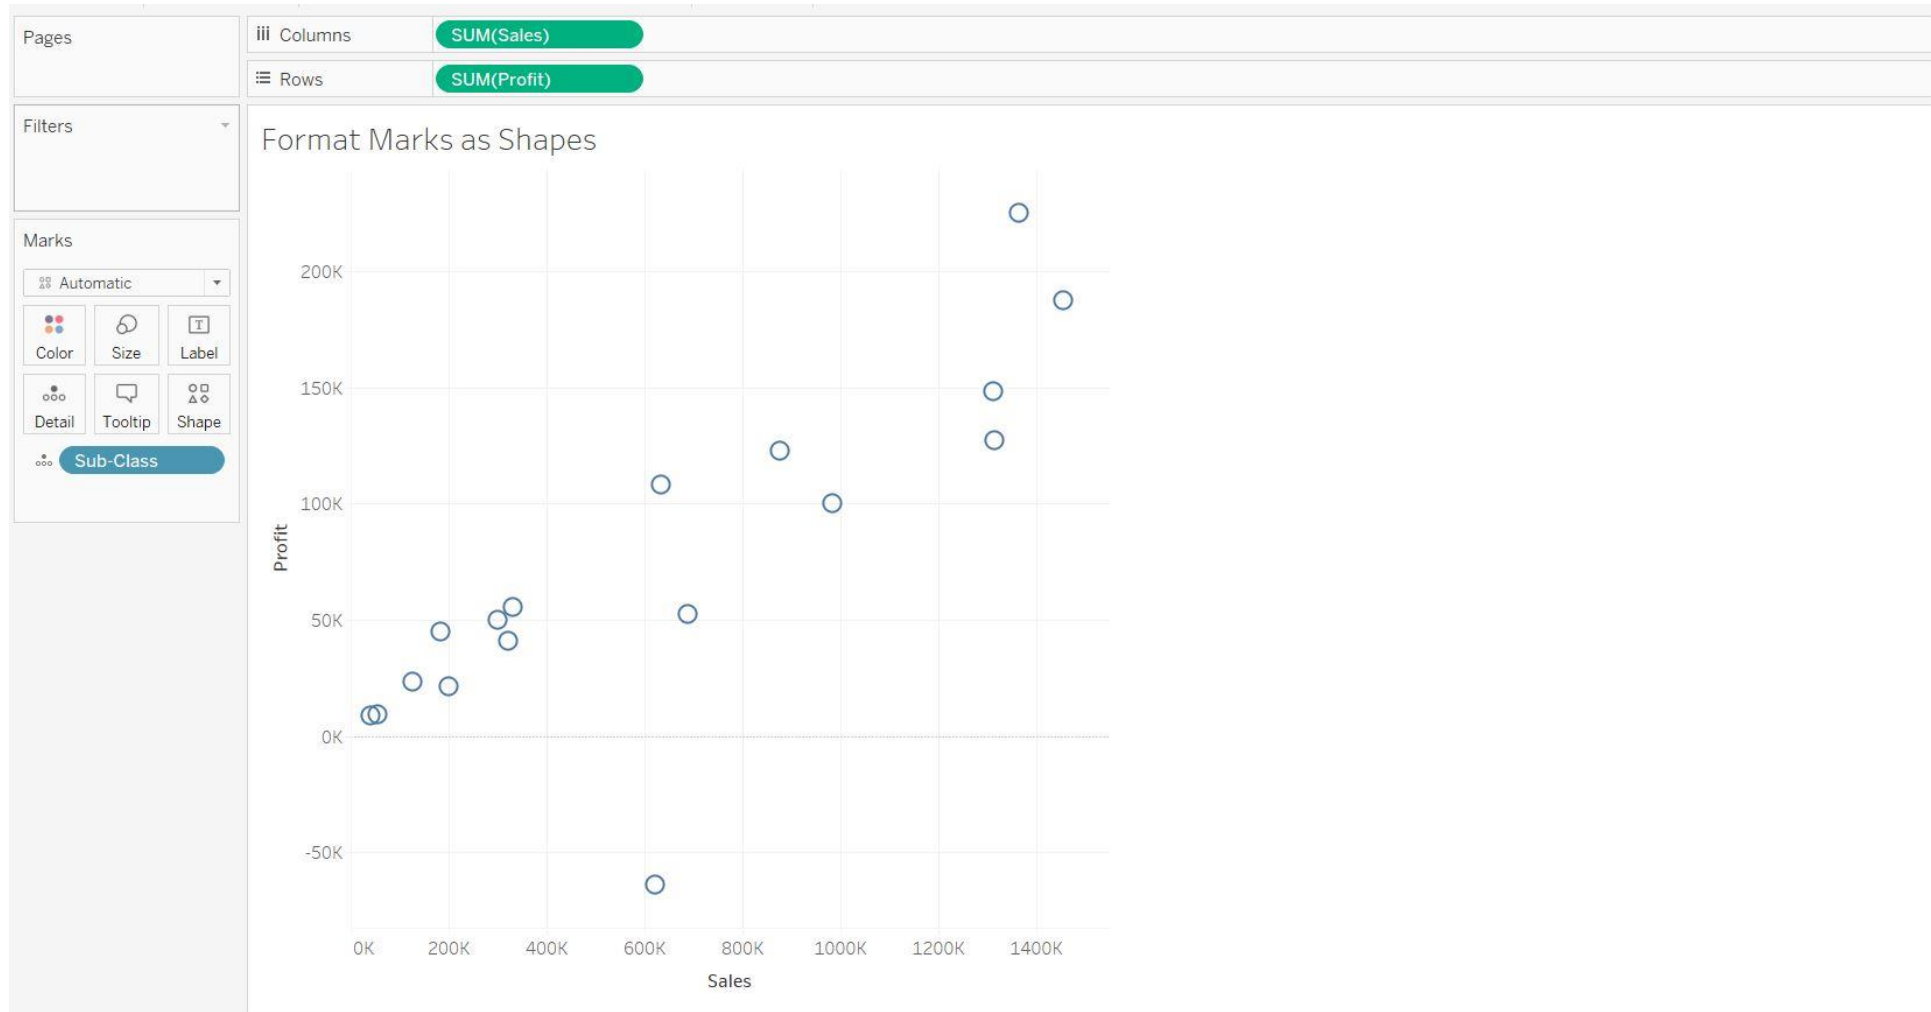 Pages
Columns
SUM(Sales)
Rows
SUM(Profit)
Filters
Marks
Automatic
Color
Size
Label
Detail
Tooltip
Shape
Sub-Class
Format Marks as Shapes
200K
150K
100K
50K
0K
-50K
Profit
0K 200K 400K 600K 800K 1000K 1200K 1400K
Sales